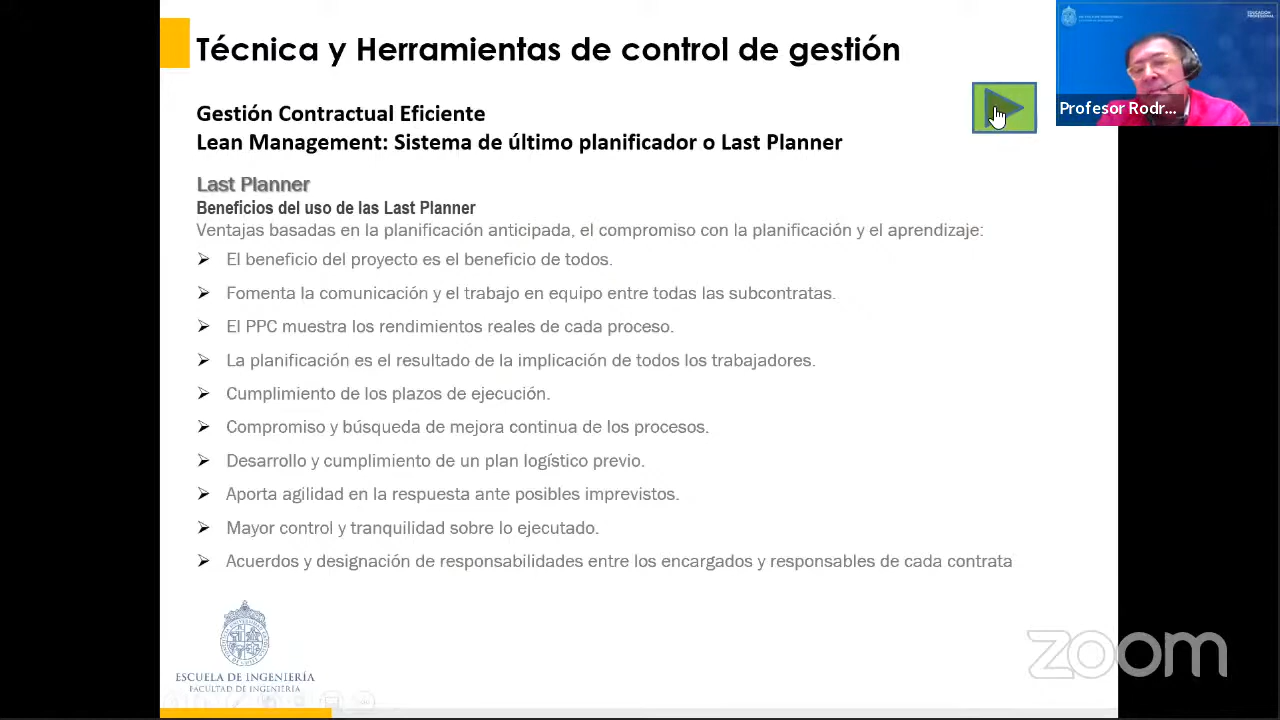 Técnica y Herramientas de control de gestión
Profesor Rodr...
Gestión Contractual Eficiente
Lean Management: Sistema de último planificador o Last Planner
Last Planner
Beneficios del uso de las Last Planner
Ventajas basadas en la planificación anticipada, el compromiso con la planificación y el aprendizaje:
El beneficio del proyecto es el beneficio de todos.
Fomenta la comunicación y el trabajo en equipo entre todas las subcontratas.
El PPC muestra los rendimientos reales de cada proceso.
La planificación es el resultado de la implicación de todos los trabajadores.
Cumplimiento de los plazos de ejecución.
Compromiso y búsqueda de mejora continua de los procesos.
Desarrollo y cumplimiento de un plan logístico previo.
Aporta agilidad en la respuesta ante posibles imprevistos.
Mayor control y tranquilidad sobre lo ejecutado.
Acuerdos y designación de responsabilidades entre los encargados y responsables de cada contrata
ESCUELA DE INGENIERÍA
FACULTAD DE INGENIERÍA
zoom